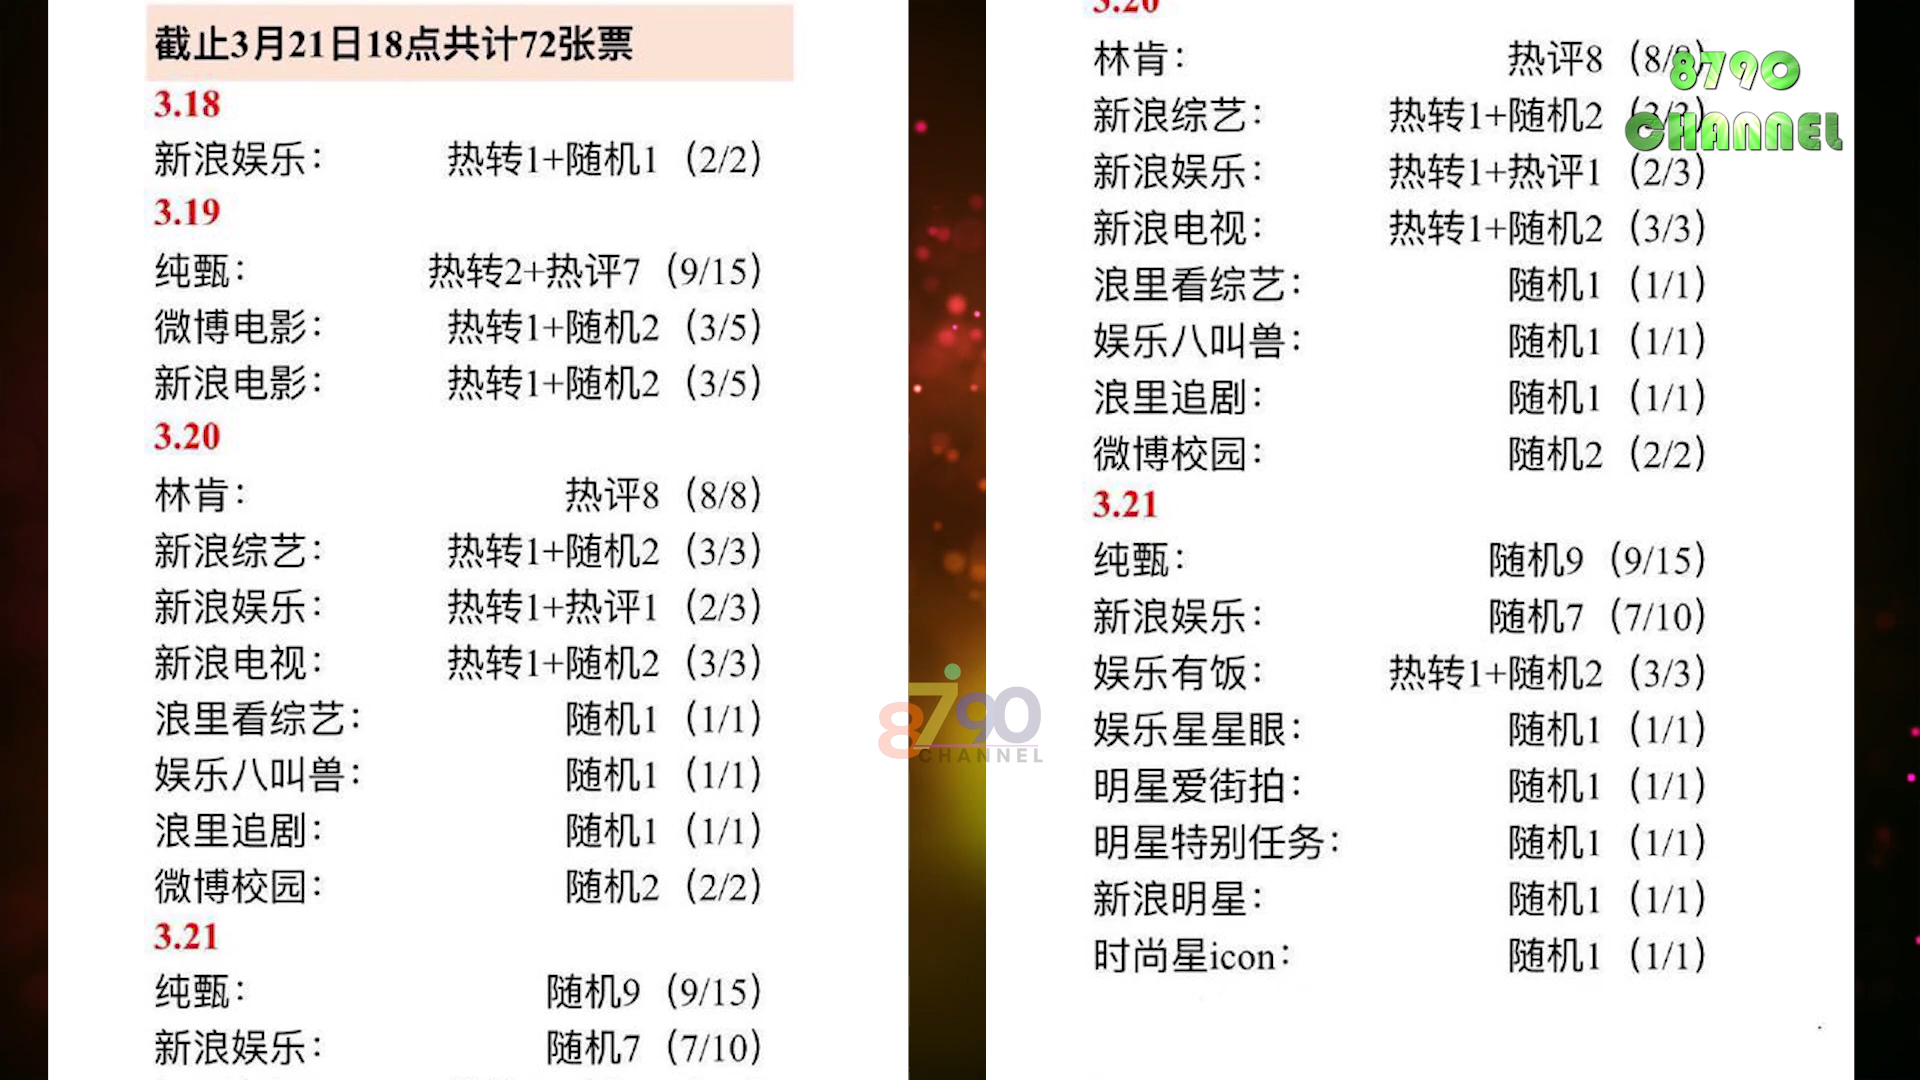 截止3月21日18点共计72张票
3.18
新浪娱乐： 热转1+随机1（2/2）
3.19
纯甄： 热转2+热评7（9/15）
微博电影： 热转1+随机2（3/5）
新浪电影： 热转1+随机2（3/5）
3.20
林肯： 热评8（8/8）
新浪综艺： 热转1+随机2（3/3）
新浪娱乐： 热转1+热评1（2/3）
新浪电视： 热转1+随机2（3/3）
浪里看综艺： 随机1（1/1）
娱乐八叫兽： 随机1（1/1）
浪里追剧： 随机1（1/1）
微博校园： 随机2（2/2）
3.21
纯甄： 随机9（9/15）
新浪娱乐： 随机7（7/10）
8790
CHANNEL
3.20
林肯： 热评8（8/8）
新浪综艺： 热转1+随机2（3/3）
新浪娱乐： 热转1+热评1（2/3）
新浪电视： 热转1+随机2（3/3）
浪里看综艺： 随机1（1/1）
娱乐八叫兽： 随机1（1/1）
浪里追剧： 随机1（1/1）
微博校园： 随机2（2/2）
3.21
纯甄： 随机9（9/15）
新浪娱乐： 随机7（7/10）
娱乐有饭： 热转1+随机2（3/3）
娱乐星星眼： 随机1（1/1）
明星爱街拍： 随机1（1/1）
明星特别任务： 随机1（1/1）
新浪明星： 随机1（1/1）
时尚星icon： 随机1（1/1）
8790
CHANNEL